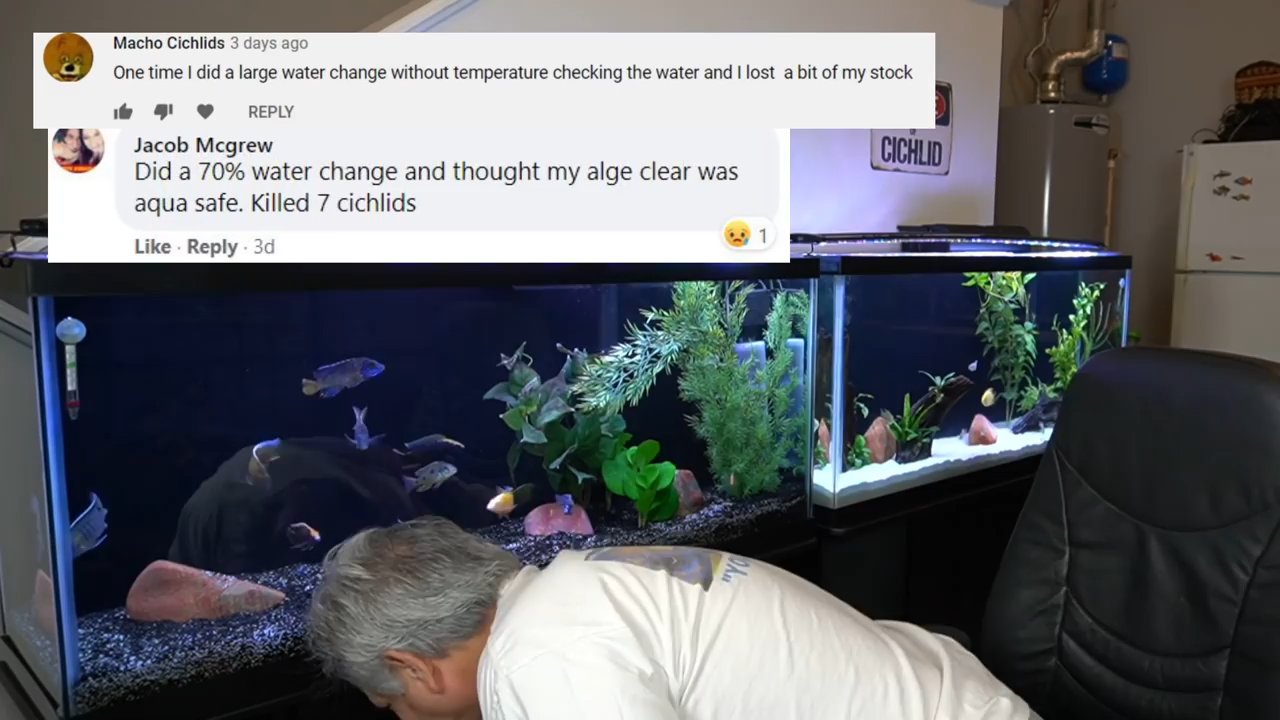 Macho Cichlids 3 days ago
One time I did a large water change without temperature checking the water and I lost a bit of my stock
REPLY
Jacob Mcgrew
Did a 70% water change and thought my alge clear was
aqua safe. Killed 7 cichlids
Like · Reply · 3d
1
CICHLID